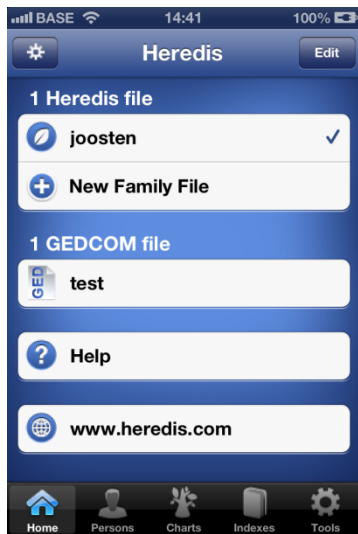 BASE 14:41 100%
Heredis Edit
1 Heredis file
joosten
New Family File
1 GEDCOM file
GED test
Help
www.heredis.com
Home Persons Charts Indexes Tools